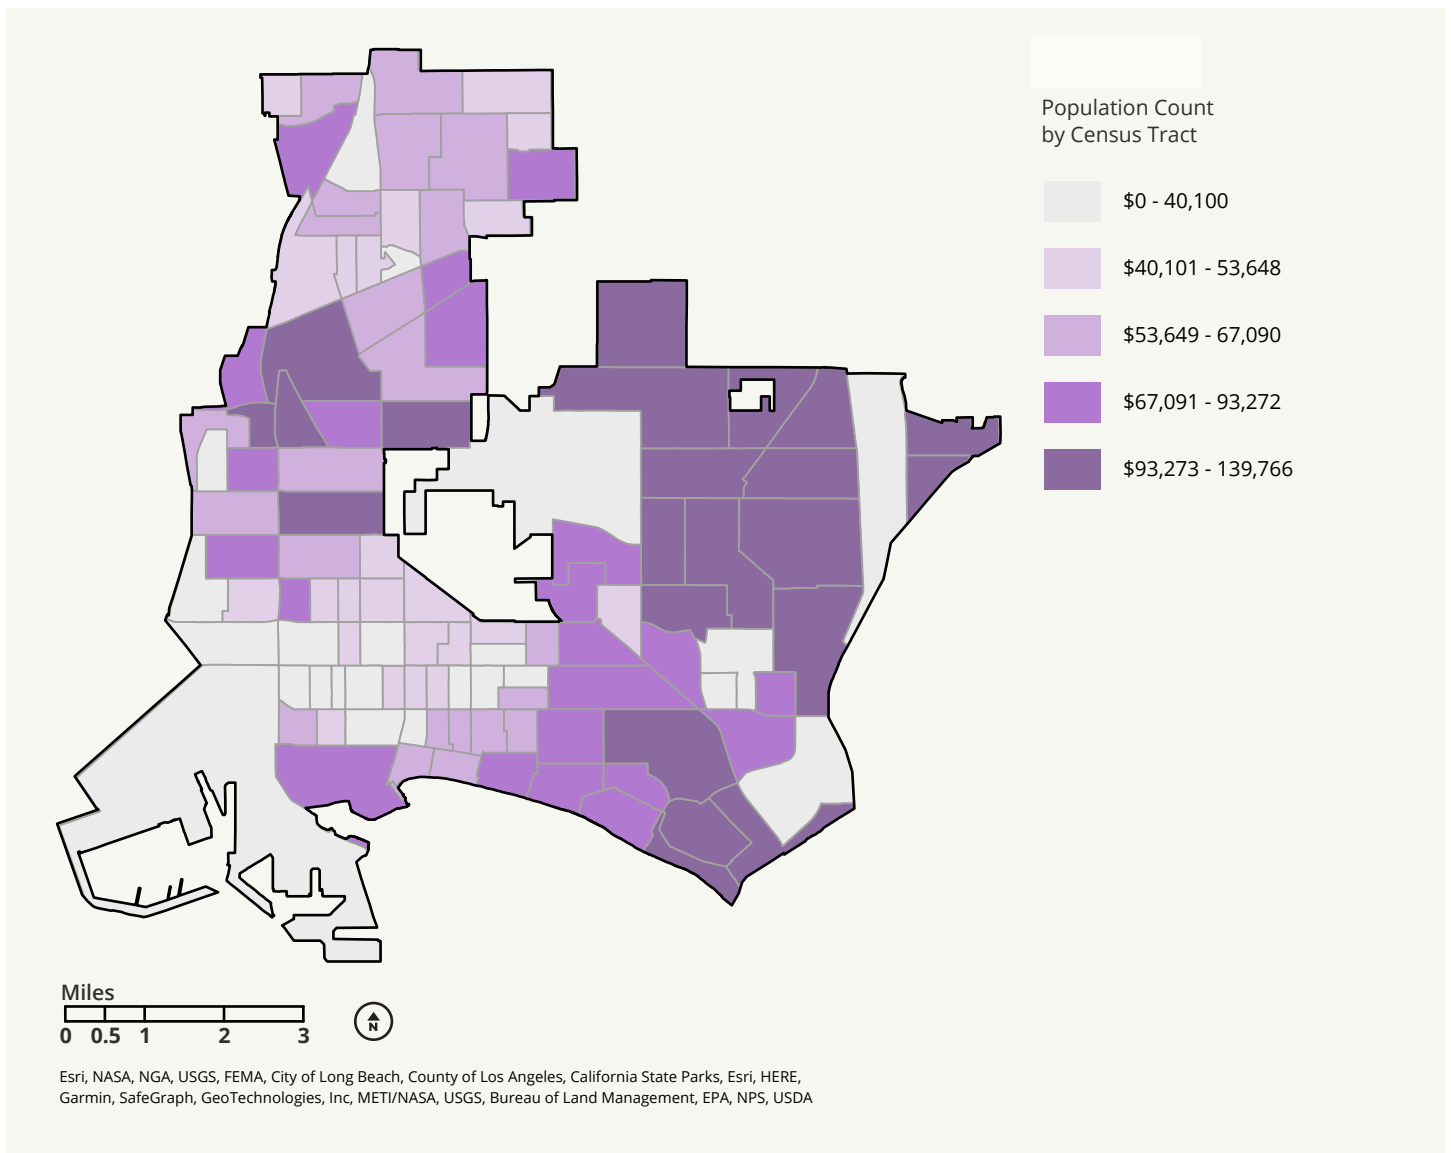 Population Count
by Census Tract
$0 - 40,100
$40,101 - 53,648
$53,649 - 67,090
$67,091 - 93,272
$93,273 - 139,766
Miles
0 0.5 1 2 3
N
Esri, NASA, NGA, USGS, FEMA, City of Long Beach, County of Los Angeles, California State Parks, Esri, HERE,
Garmin, SafeGraph, GeoTechnologies, Inc, METI/NASA, USGS, Bureau of Land Management, EPA, NPS, USDA